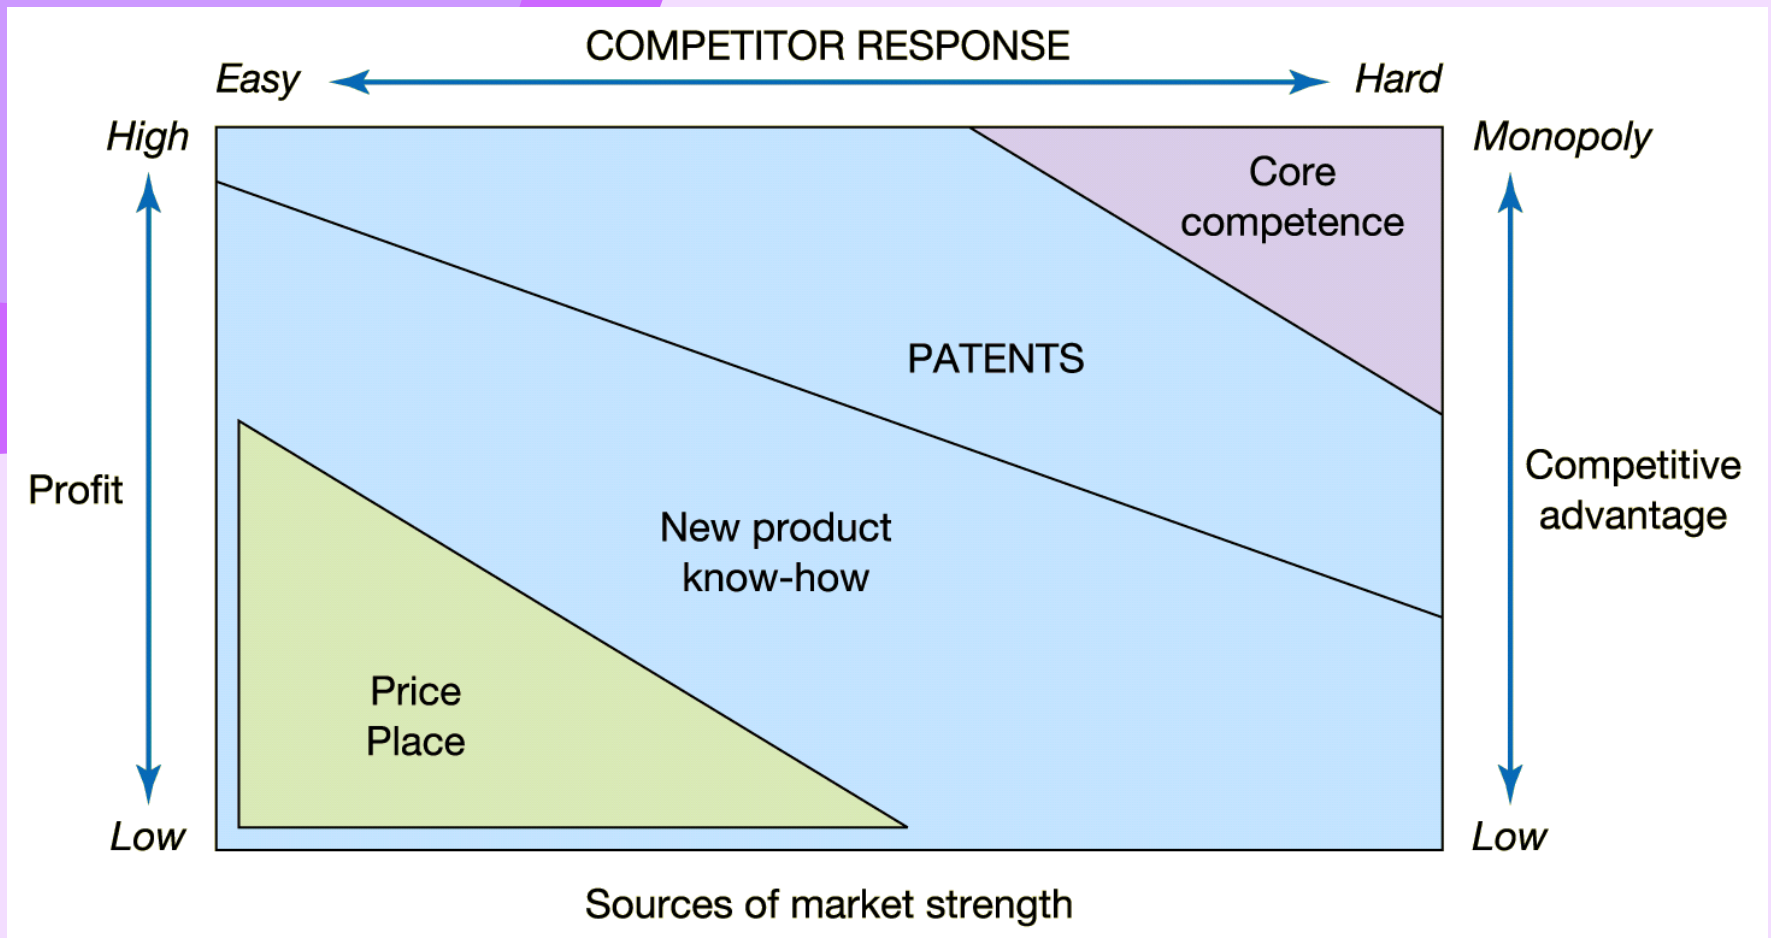 COMPETITOR RESPONSE
Easy
Hard
High
Monopoly
Core
competence
PATENTS
Profit
Competitive
advantage
New product
know-how
Price
Place
Low
Low
Sources of market strength